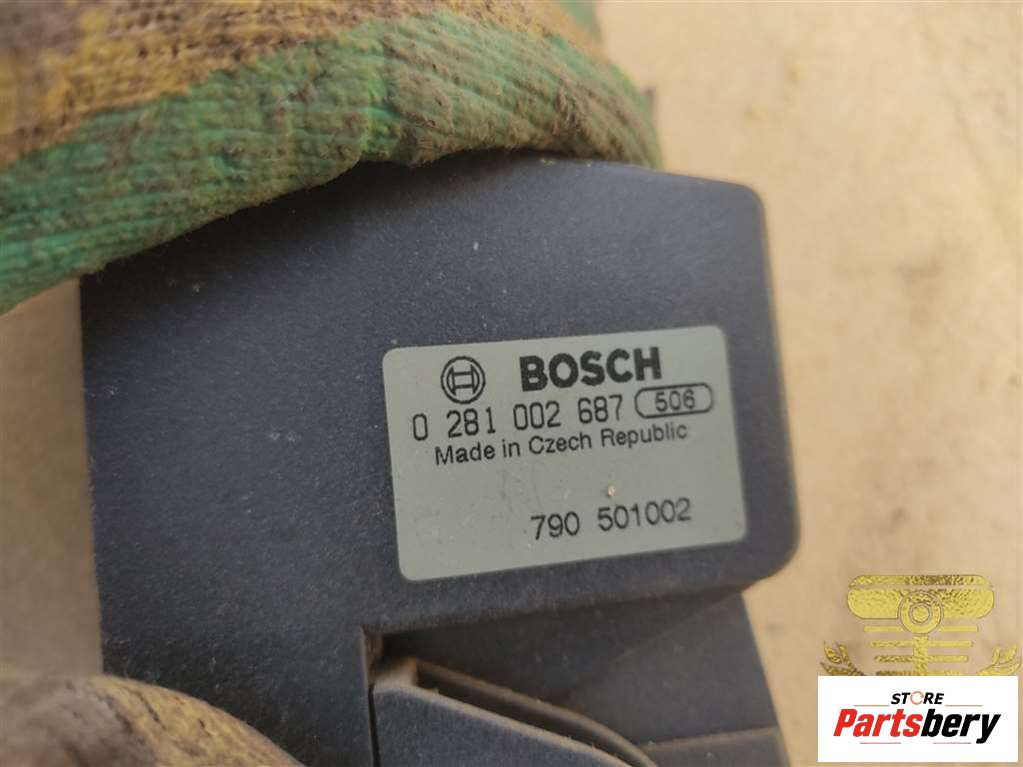 BOSCH
0 281 002 687 506
Made in Czech Republic
790 501002
STORE
Partsbery